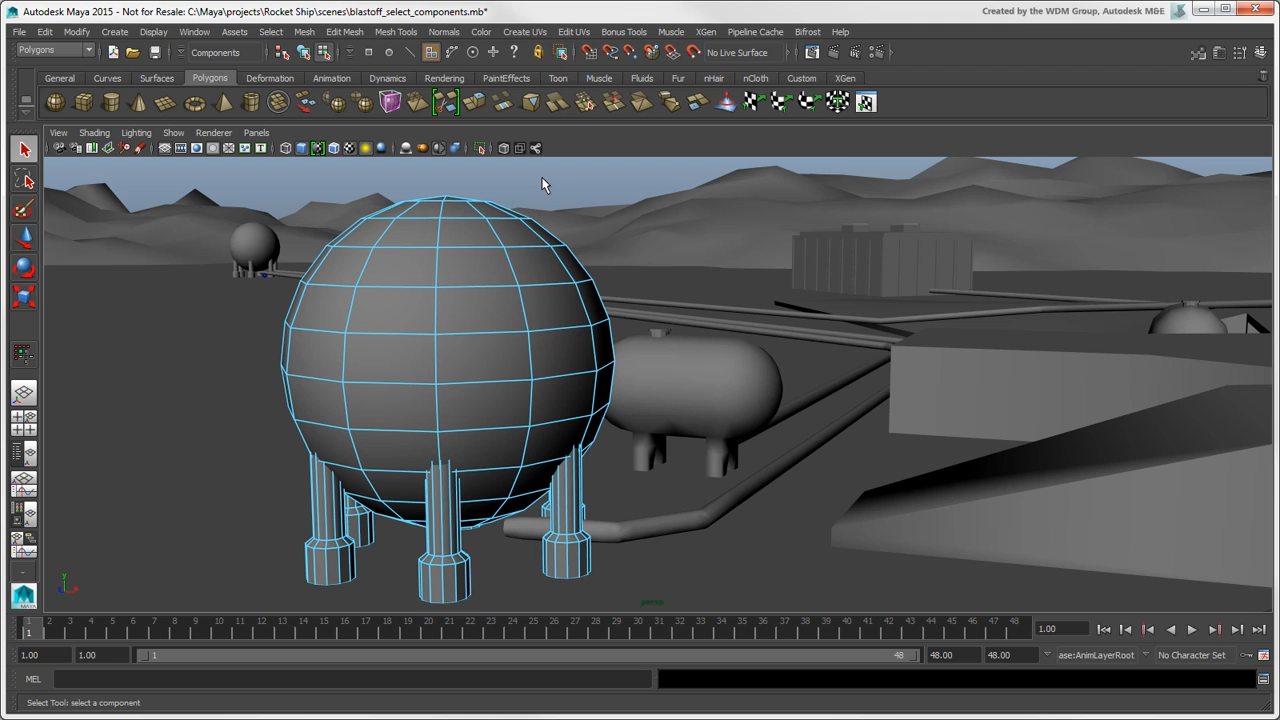 Autodesk Maya 2015 - Not for Resale: C:\Maya\projects\Rocket Ship\scenes\blastoff_select_components.mb*
Created by the WDM Group, Autodesk M&E
File Edit Modify Create Display Window Assets Select Mesh Edit Mesh Mesh Tools Normals Color Create UVs Edit UVs Bonus Tools Muscle XGen Pipeline Cache Bifrost Help
Polygons Components No Live Surface
General Curves Surfaces Polygons Deformation Animation Dynamics Rendering PaintEffects Toon Muscle Fluids Fur nHair nCloth Custom XGen
View Shading Lighting Show Renderer Panels
y
persp
MAYA
1 2 3 4 5 6 7 8 9 10 11 12 13 14 15 16 17 18 19 20 21 22 23 24 25 26 27 28 29 30 31 32 33 34 35 36 37 38 39 40 41 42 43 44 45 46 47 48
1 1.00
1.00 1.00 1 48 48.00 48.00 ase:AnimLayerRoot No Character Set
MEL
Select Tool: select a component